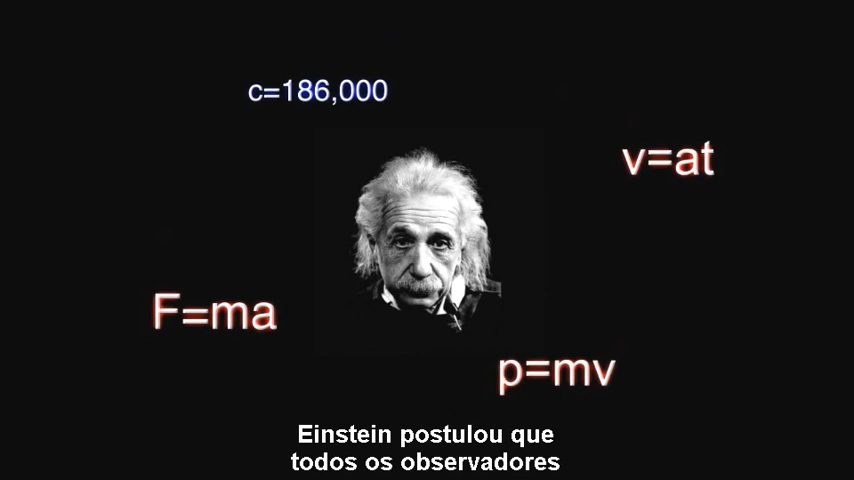 c=186,000
v=at
F=ma
p=mv
Einstein postulou que
todos os observadores